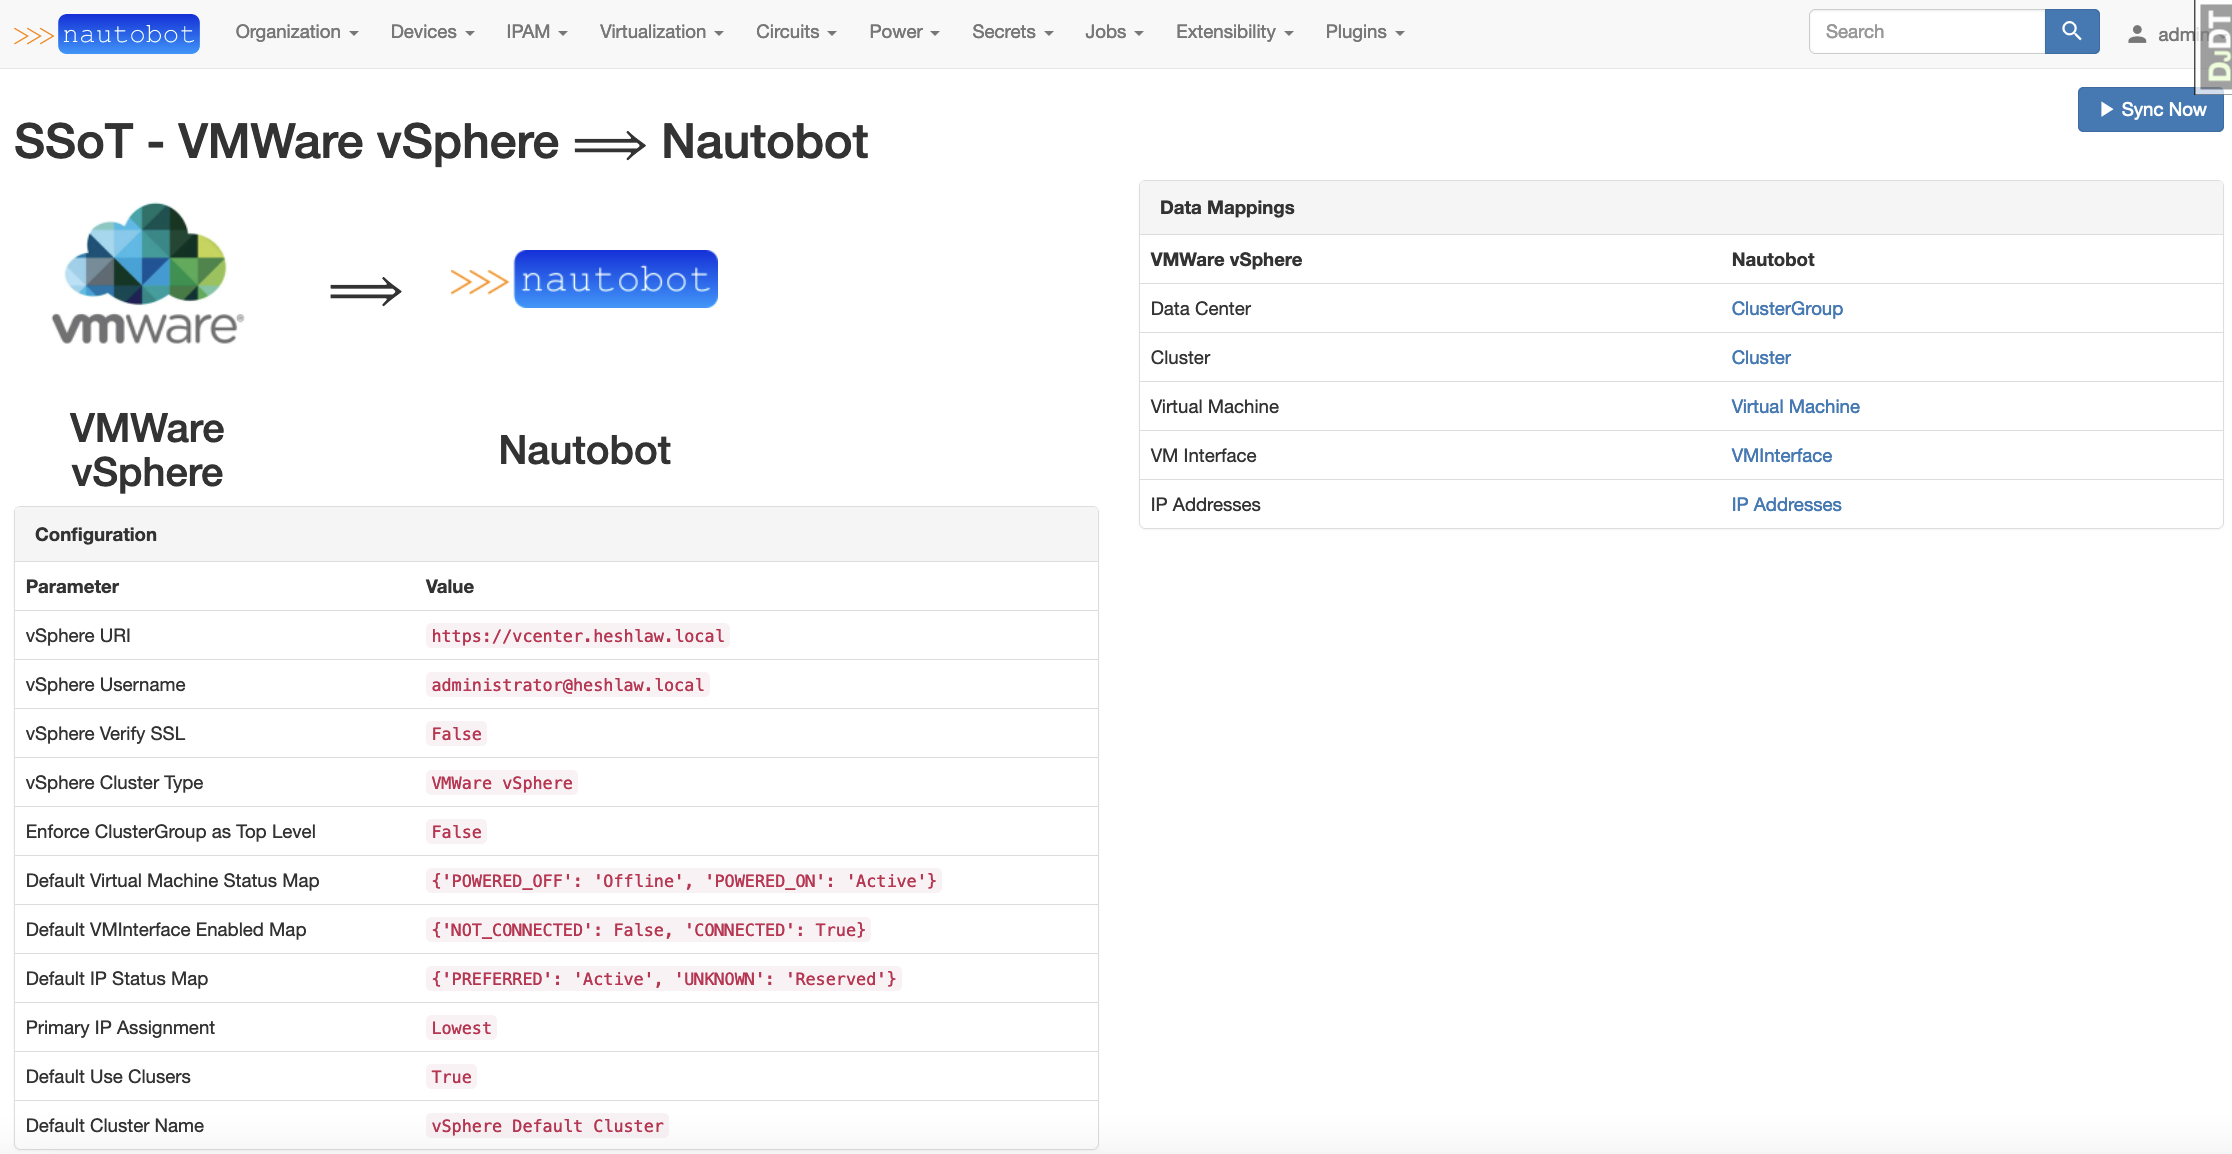 >>> nautobot Organization Devices IPAM Virtualization Circuits Power Secrets Jobs Extensibility Plugins Search
DJDT
Sync Now
SSoT - VMWare vSphere ⟹ Nautobot
vmware®
⟹
>>> nautobot
VMWare
vSphere
Nautobot
Data Mappings
VMWare vSphere Nautobot
Data Center ClusterGroup
Cluster Cluster
Virtual Machine Virtual Machine
VM Interface VMInterface
IP Addresses IP Addresses
Configuration
Parameter Value
vSphere URI https://vcenter.heshlaw.local
vSphere Username administrator@heshlaw.local
vSphere Verify SSL False
vSphere Cluster Type VMWare vSphere
Enforce ClusterGroup as Top Level False
Default Virtual Machine Status Map {'POWERED_OFF': 'Offline', 'POWERED_ON': 'Active'}
Default VMInterface Enabled Map {'NOT_CONNECTED': False, 'CONNECTED': True}
Default IP Status Map {'PREFERRED': 'Active', 'UNKNOWN': 'Reserved'}
Primary IP Assignment Lowest
Default Use Clusers True
Default Cluster Name vSphere Default Cluster